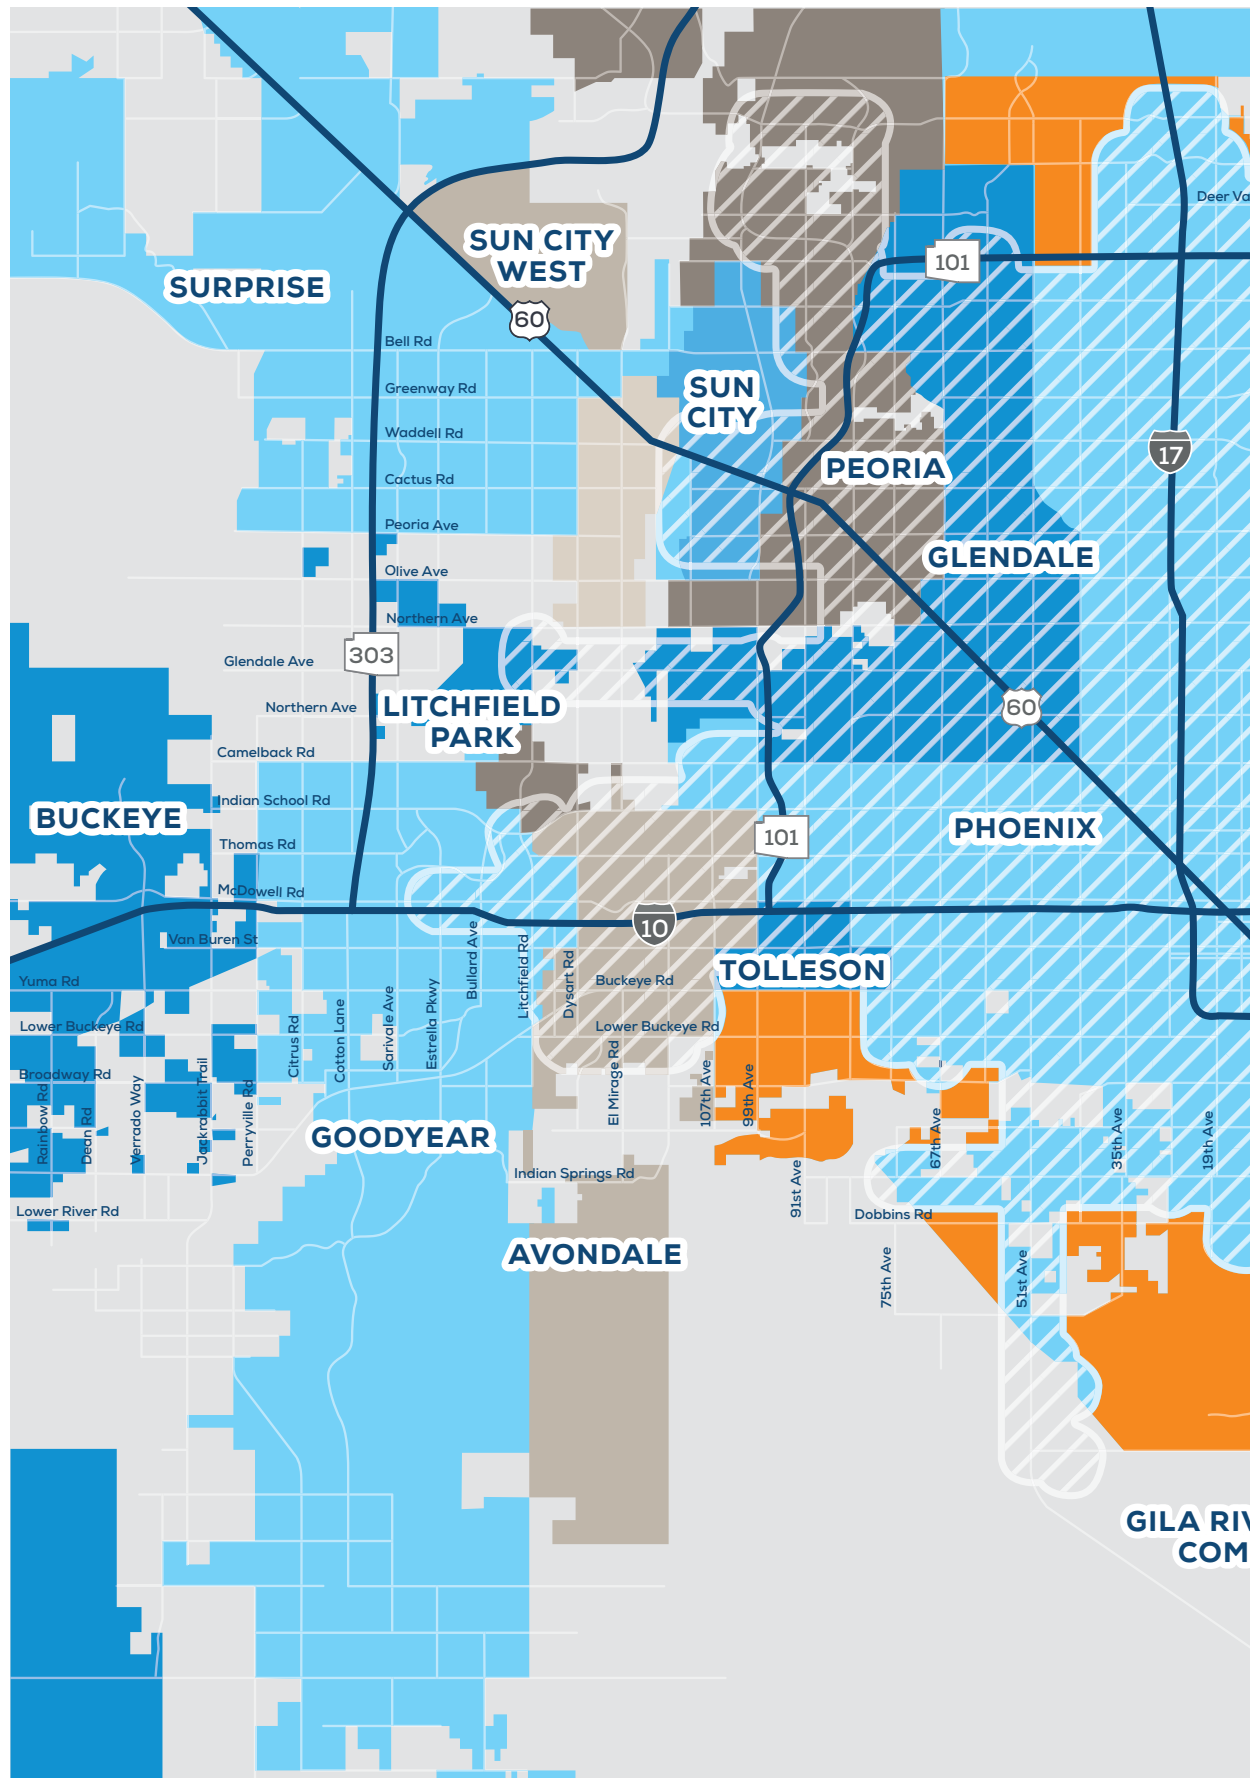 Deer Va
SUN CITY
WEST
101
SURPRISE
60
Bell Rd
Greenway Rd
SUN
CITY
Waddell Rd
17
PEORIA
Cactus Rd
Peoria Ave
GLENDALE
Olive Ave
Northern Ave
303
Glendale Ave
Northern Ave
LITCHFIELD
PARK
60
Camelback Rd
Indian School Rd
BUCKEYE
PHOENIX
101
Thomas Rd
McDowell Rd
10
Van Buren St
TOLLESON
Yuma Rd
Buckeye Rd
Lower Buckeye Rd
Lower Buckeye Rd
Broadway Rd
Rainbow Rd
Dean Rd
Verrado Way
Jackrabbit Trail
Perryville Rd
Citrus Rd
Cotton Lane
Sarivale Ave
Estrella Pkwy
Bullard Ave
Litchfield Rd
Dysart Rd
El Mirage Rd
107th Ave
99th Ave
91st Ave
75th Ave
67th Ave
51st Ave
35th Ave
19th Ave
GOODYEAR
Indian Springs Rd
Lower River Rd
Dobbins Rd
AVONDALE
GILA RIV
COM